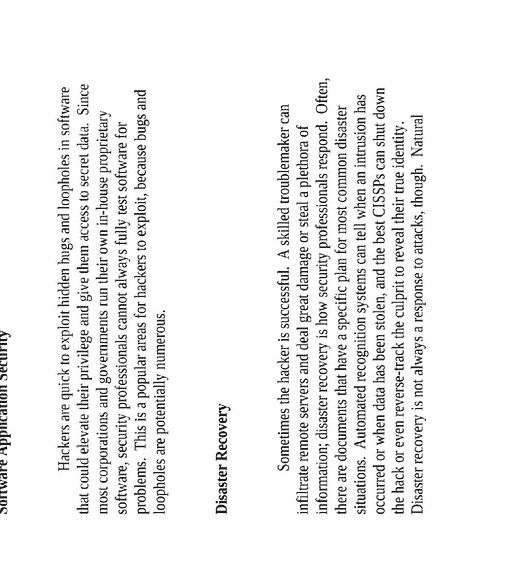 Software Application Security
Hackers are quick to exploit hidden bugs and loopholes in software
that could elevate their privilege and give them access to secret data.  Since
most corporations and governments run their own in-house proprietary
software, security professionals cannot always fully test software for
problems.  This is a popular areas for hackers to exploit, because bugs and
loopholes are potentially numerous.
Disaster Recovery
Sometimes the hacker is successful.  A skilled troublemaker can
infiltrate remote servers and deal great damage or steal a plethora of
information; disaster recovery is how security professionals respond.  Often,
there are documents that have a specific plan for most common disaster
situations.  Automated recognition systems can tell when an intrusion has
occurred or when data has been stolen, and the best CISSPs can shut down
the hack or even reverse-track the culprit to reveal their true identity.
Disaster recovery is not always a response to attacks, though.  Natural